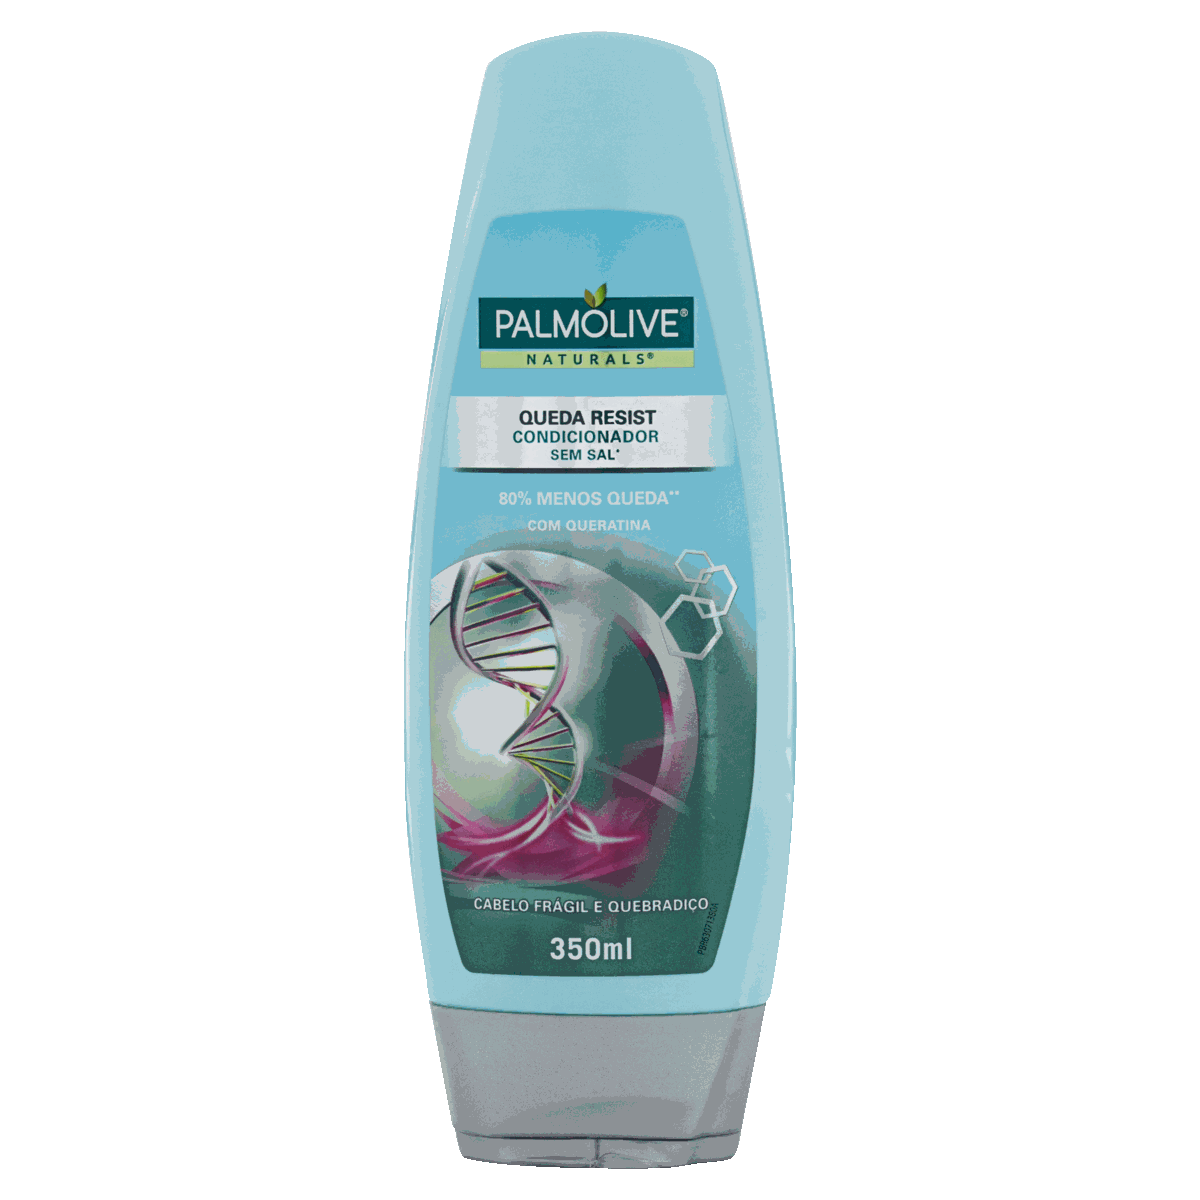 PALMOLIVE®
NATURALS®
QUEDA RESIST
CONDICIONADOR
SEM SAL*
80% MENOS QUEDA**
COM QUERATINA
CABELO FRÁGIL E QUEBRADIÇO
350ml